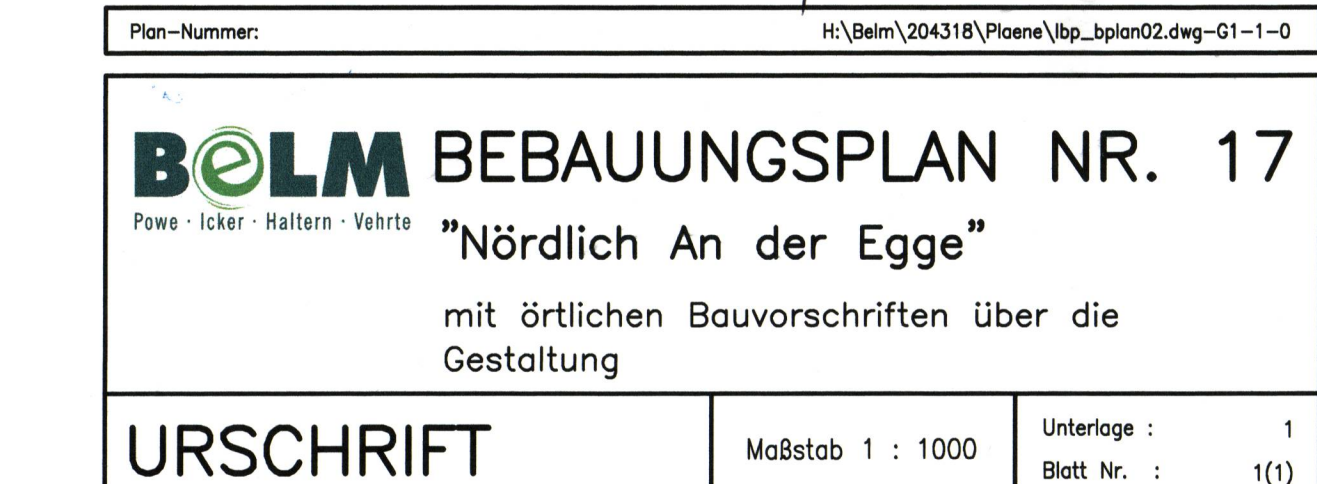 Plan-Nummer: H:\Belm\204318\Plaene\lbp_bplan02.dwg-G1-1-0
BeLM
Powe · Icker · Haltern · Vehrte
BEBAUUNGSPLAN NR. 17
"Nördlich An der Egge"
mit örtlichen Bauvorschriften über die
Gestaltung
URSCHRIFT
Maßstab 1 : 1000
Unterlage : 1
Blatt Nr. : 1(1)